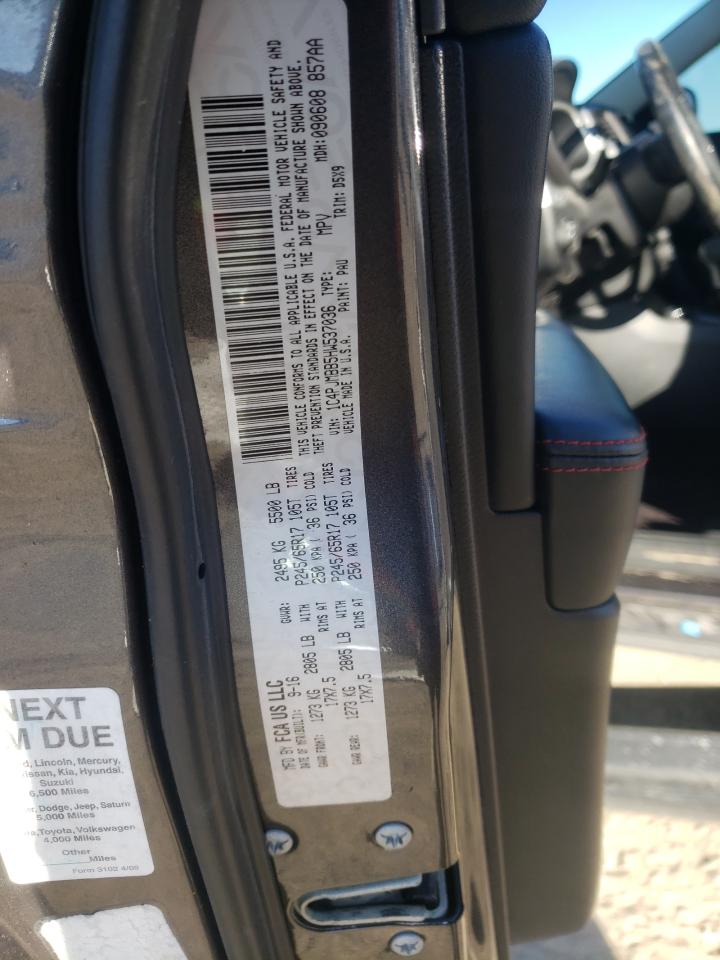 MFD BY FCA US LLC
DATE OF MFR.(BUILT): 9-16 GVWR: 2495 KG 5500 LB
GAWR FRONT: 1273 KG 2805 LB WITH P245/65R17 105T TIRES
17X7.5 RIMS AT 250 KPA ( 36 PSI) COLD
GAWR REAR: 1273 KG 2805 LB WITH P245/65R17 105T TIRES
17X7.5 RIMS AT 250 KPA ( 36 PSI) COLD
THIS VEHICLE CONFORMS TO ALL APPLICABLE U.S.A. FEDERAL MOTOR VEHICLE SAFETY AND
THEFT PREVENTION STANDARDS IN EFFECT ON THE DATE OF MANUFACTURE SHOWN ABOVE.
VIN: 1C4PJMBB5HW537036 TYPE: MPV MDH:090608 857AA
VEHICLE MADE IN U.S.A. PAINT: PAU TRIM: D5X9
NEXT
M DUE
d, Lincoln, Mercury,
issan, Kia, Hyundai,
Suzuki
6,500 Miles
er, Dodge, Jeep, Saturn
5,000 Miles
a,Toyota, Volkswagen
4,000 Miles
Other
Miles
Form 3102 4/09